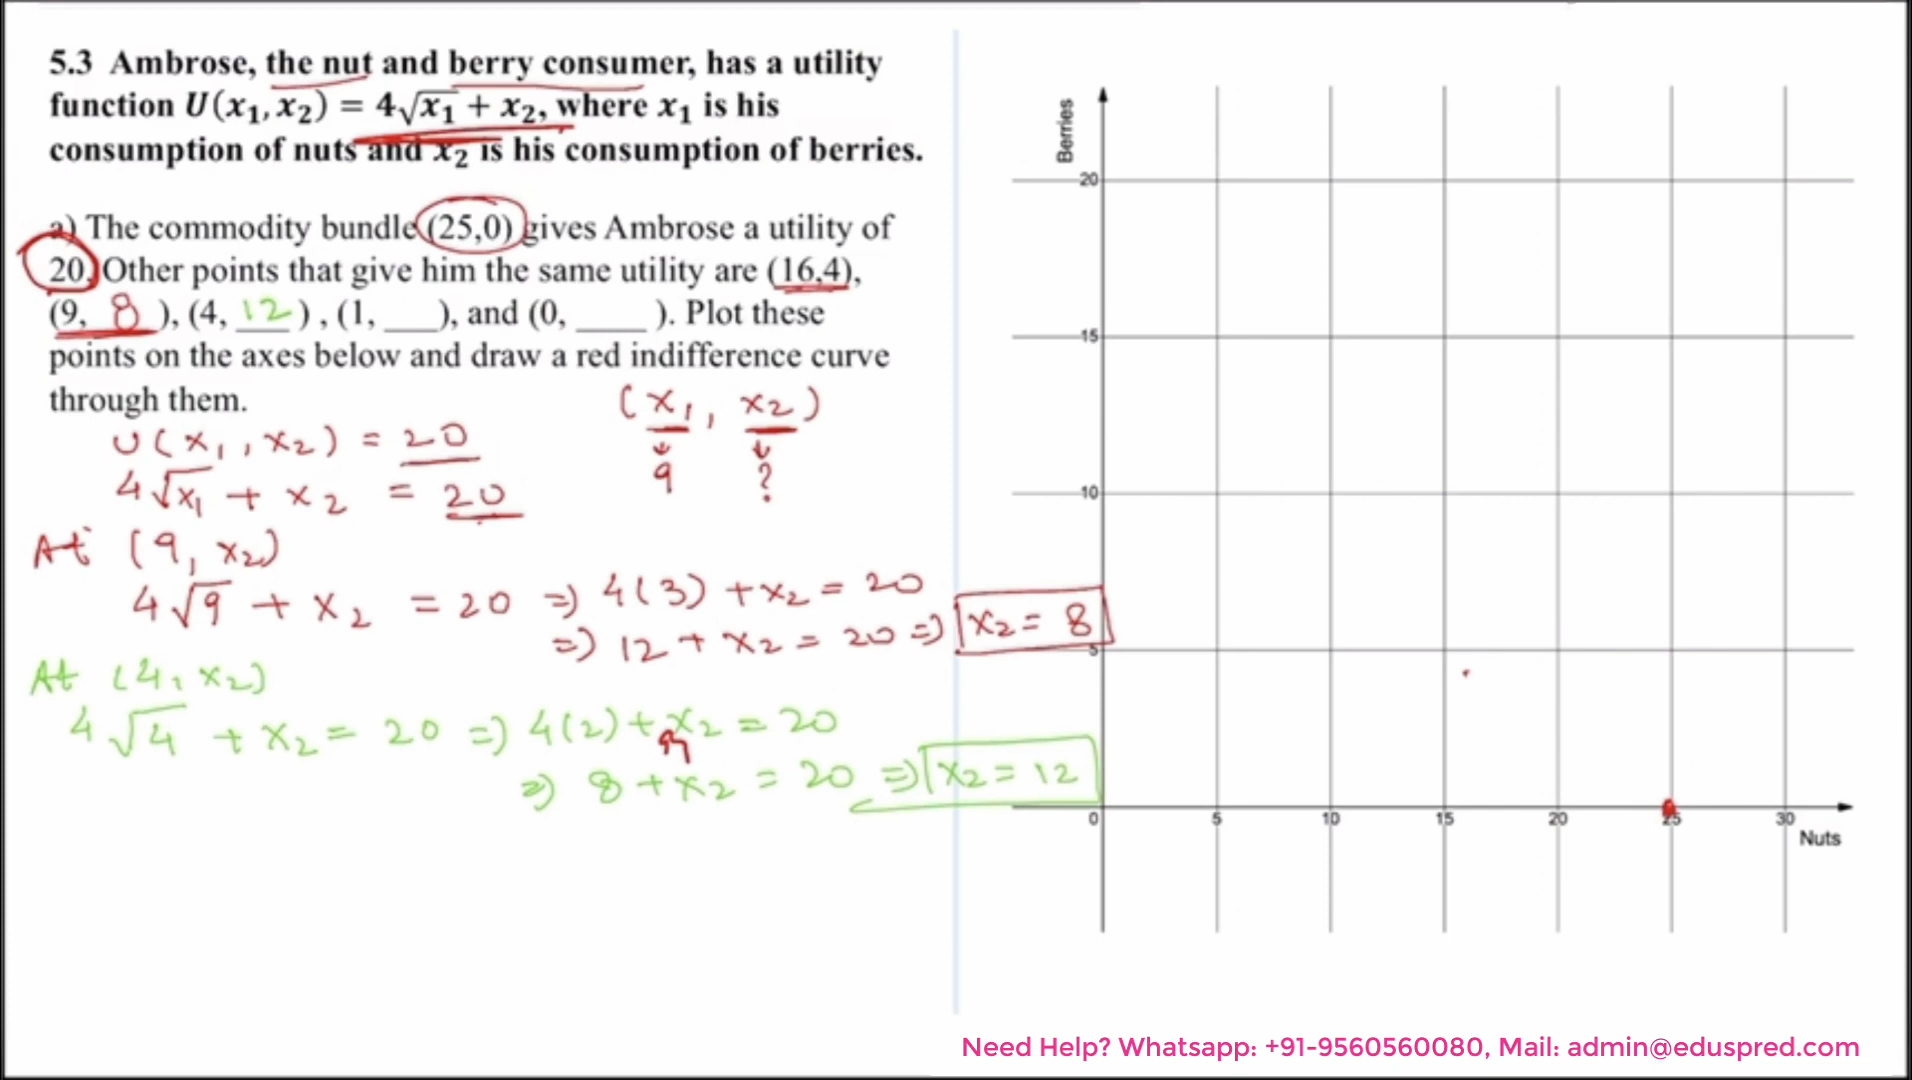 5.3 Ambrose, the nut and berry consumer, has a utility
function U(x₁, x₂) = 4√x₁ + x₂, where x₁ is his
consumption of nuts and x₂ is his consumption of berries.
a) The commodity bundle (25,0) gives Ambrose a utility of
20. Other points that give him the same utility are (16,4),
(9, 8 ), (4, 12 ) , (1, ___), and (0, ____ ). Plot these
points on the axes below and draw a red indifference curve
through them.
(x₁, x₂)
9 ?
U(x₁, x₂) = 20
4√x₁ + x₂ = 20
At (9, x₂)
4√9 + x₂ = 20 ⇒ 4(3) + x₂ = 20
⇒ 12 + x₂ = 20 ⇒ x₂ = 8
At (4, x₂)
4√4 + x₂ = 20 ⇒ 4(2) + x₂ = 20
⇒ 8 + x₂ = 20 ⇒ x₂ = 12
Berries
20
15
10
5
0 5 10 15 20 25 30
Nuts
Need Help? Whatsapp: +91-9560560080, Mail: admin@eduspred.com